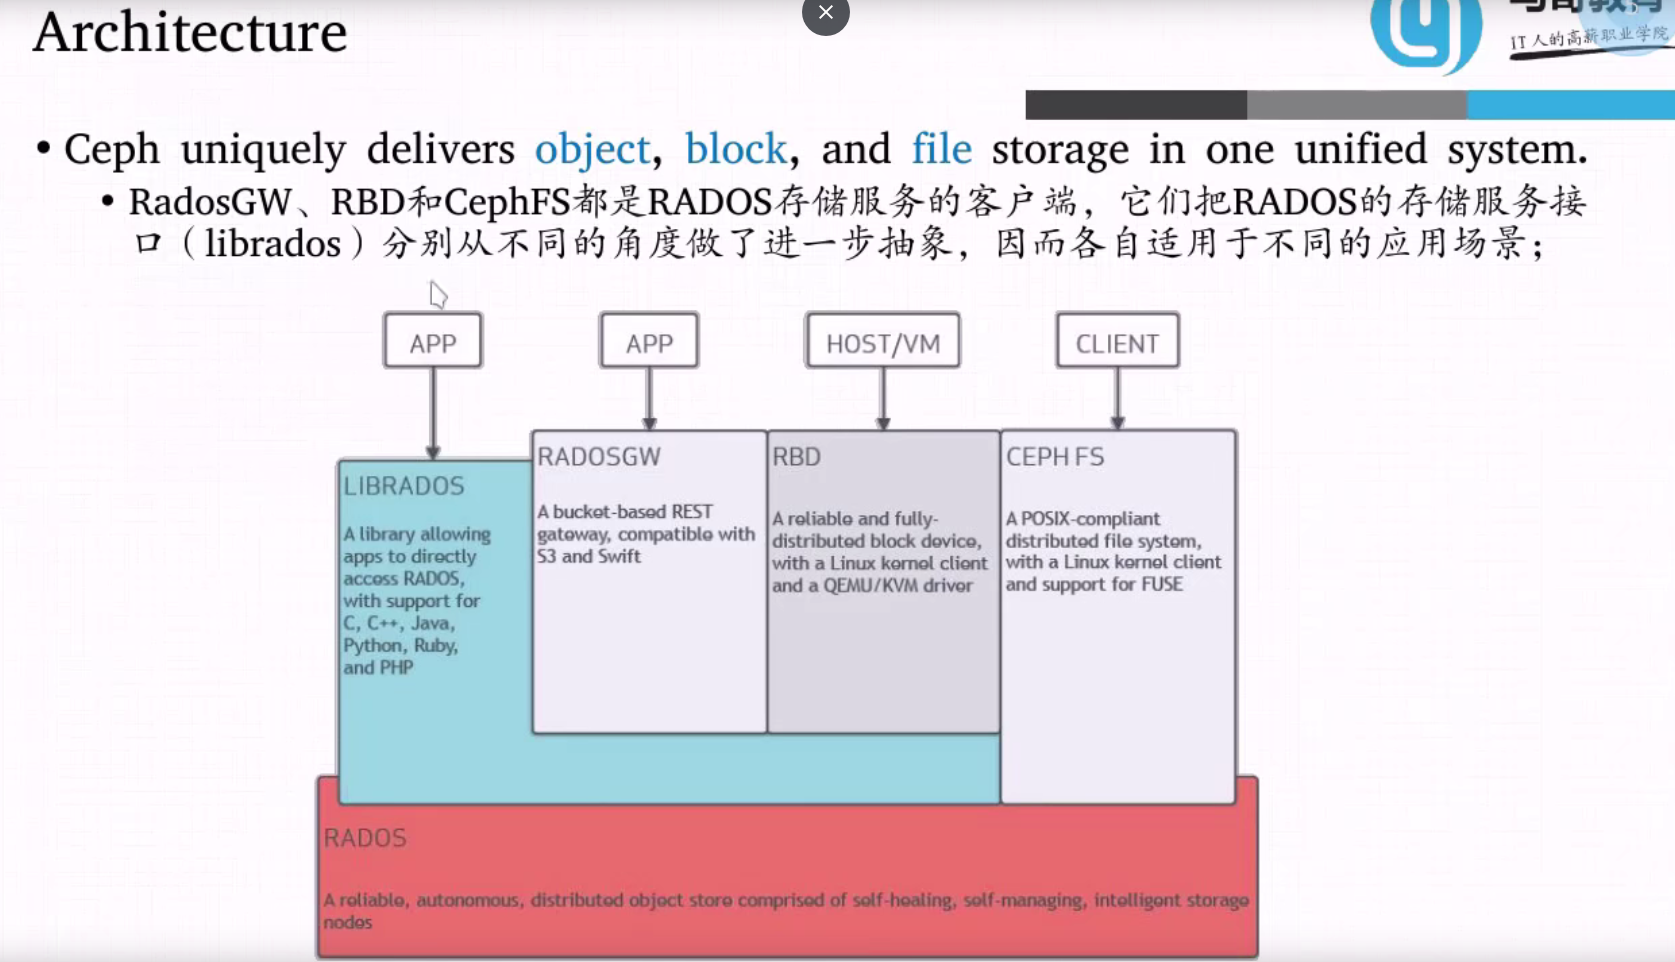 Architecture
IT人的高薪职业学院
• Ceph uniquely delivers object, block, and file storage in one unified system.
• RadosGW、RBD和CephFS都是RADOS存储服务的客户端，它们把RADOS的存储服务接
口（librados）分别从不同的角度做了进一步抽象，因而各自适用于不同的应用场景；
APP
APP
HOST/VM
CLIENT
LIBRADOS
A library allowing
apps to directly
access RADOS,
with support for
C, C++, Java,
Python, Ruby,
and PHP
RADOSGW
A bucket-based REST
gateway, compatible with
S3 and Swift
RBD
A reliable and fully-
distributed block device,
with a Linux kernel client
and a QEMU/KVM driver
CEPH FS
A POSIX-compliant
distributed file system,
with a Linux kernel client
and support for FUSE
RADOS
A reliable, autonomous, distributed object store comprised of self-healing, self-managing, intelligent storage
nodes